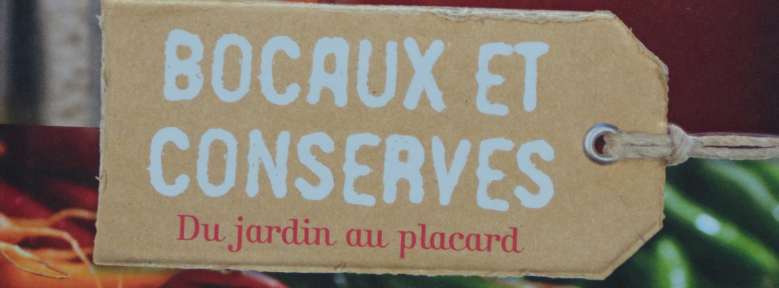 BOCAUX ET
CONSERVES
Du jardin au placard